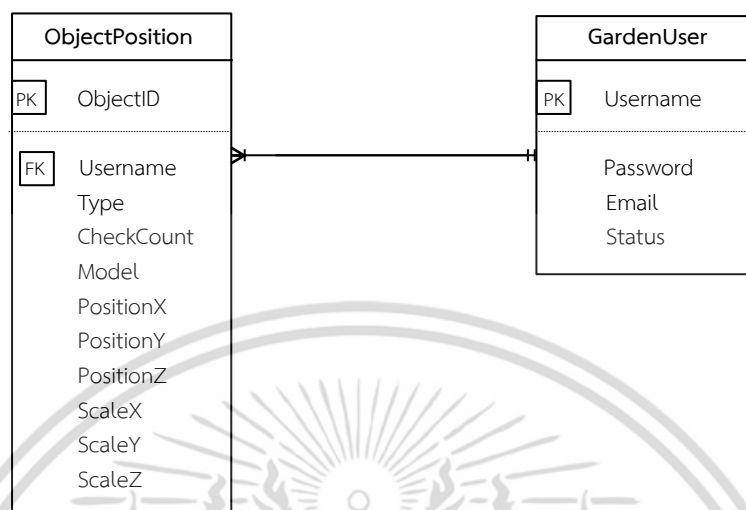 ObjectPosition
PK ObjectID
FK Username
Type
CheckCount
Model
PositionX
PositionY
PositionZ
ScaleX
ScaleY
ScaleZ
GardenUser
PK Username
Password
Email
Status